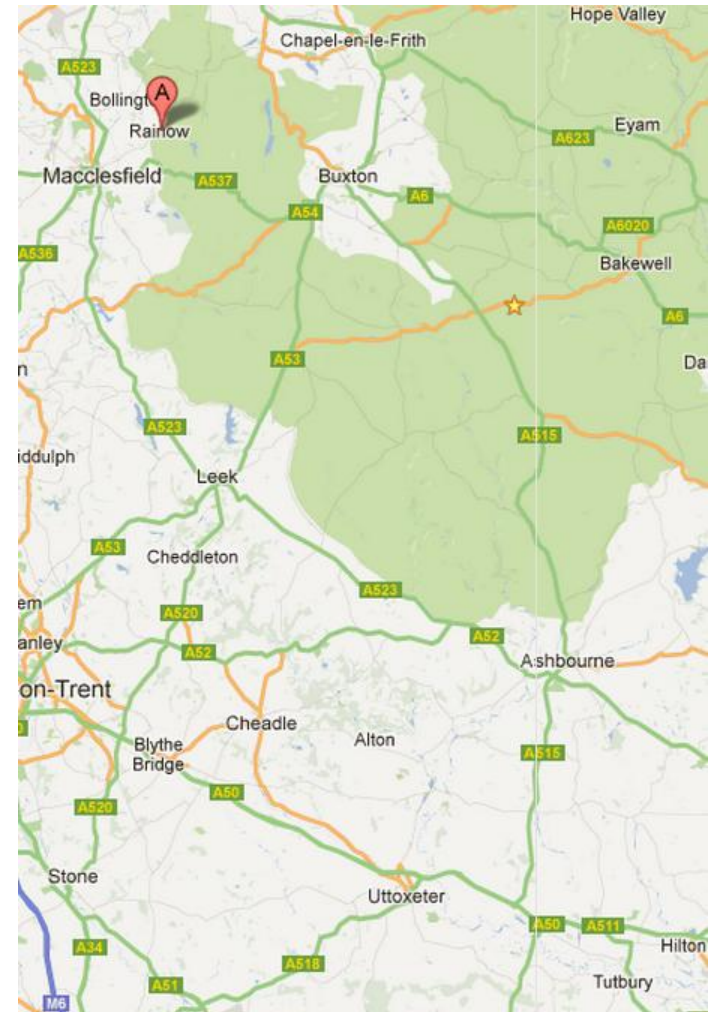 Hope Valley
Chapel-en-le-Frith
A523
A
Bollingt
Rainow
Eyam
A623
Macclesfield
A537
Buxton
A6
A54
A6020
A536
Bakewell
A6
A53
Da
n
A523
A515
iddulph
Leek
A53
Cheddleton
em
A523
A520
anley
A52
A52
Ashbourne
on-Trent
Cheadle
Alton
Blythe
Bridge
A515
A50
A520
Stone
Uttoxeter
A50
A511
A34
Hilton
A518
A51
Tutbury
M6